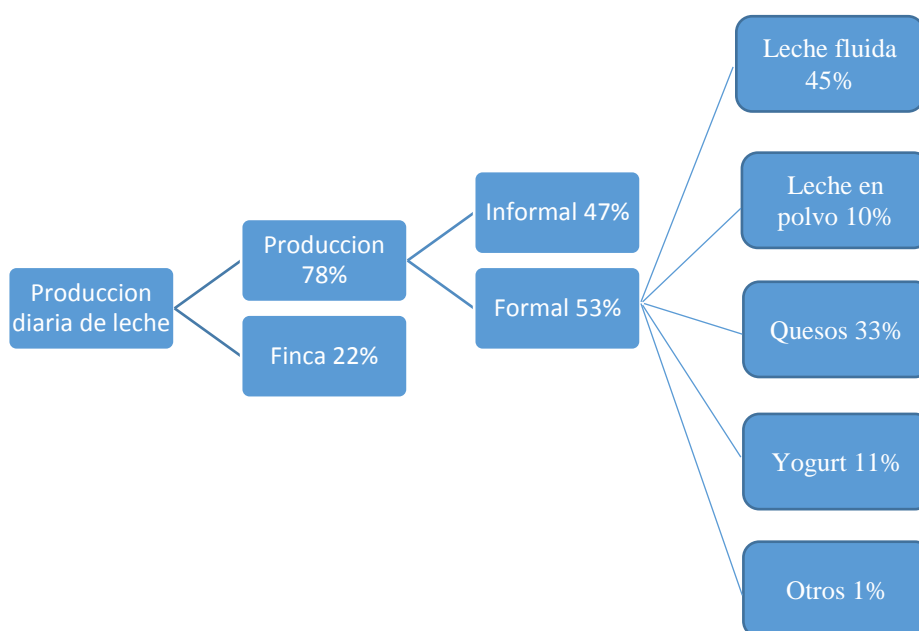 Produccion
diaria de leche
Produccion
78%
Finca 22%
Informal 47%
Formal 53%
Leche fluida
45%
Leche en
polvo 10%
Quesos 33%
Yogurt 11%
Otros 1%